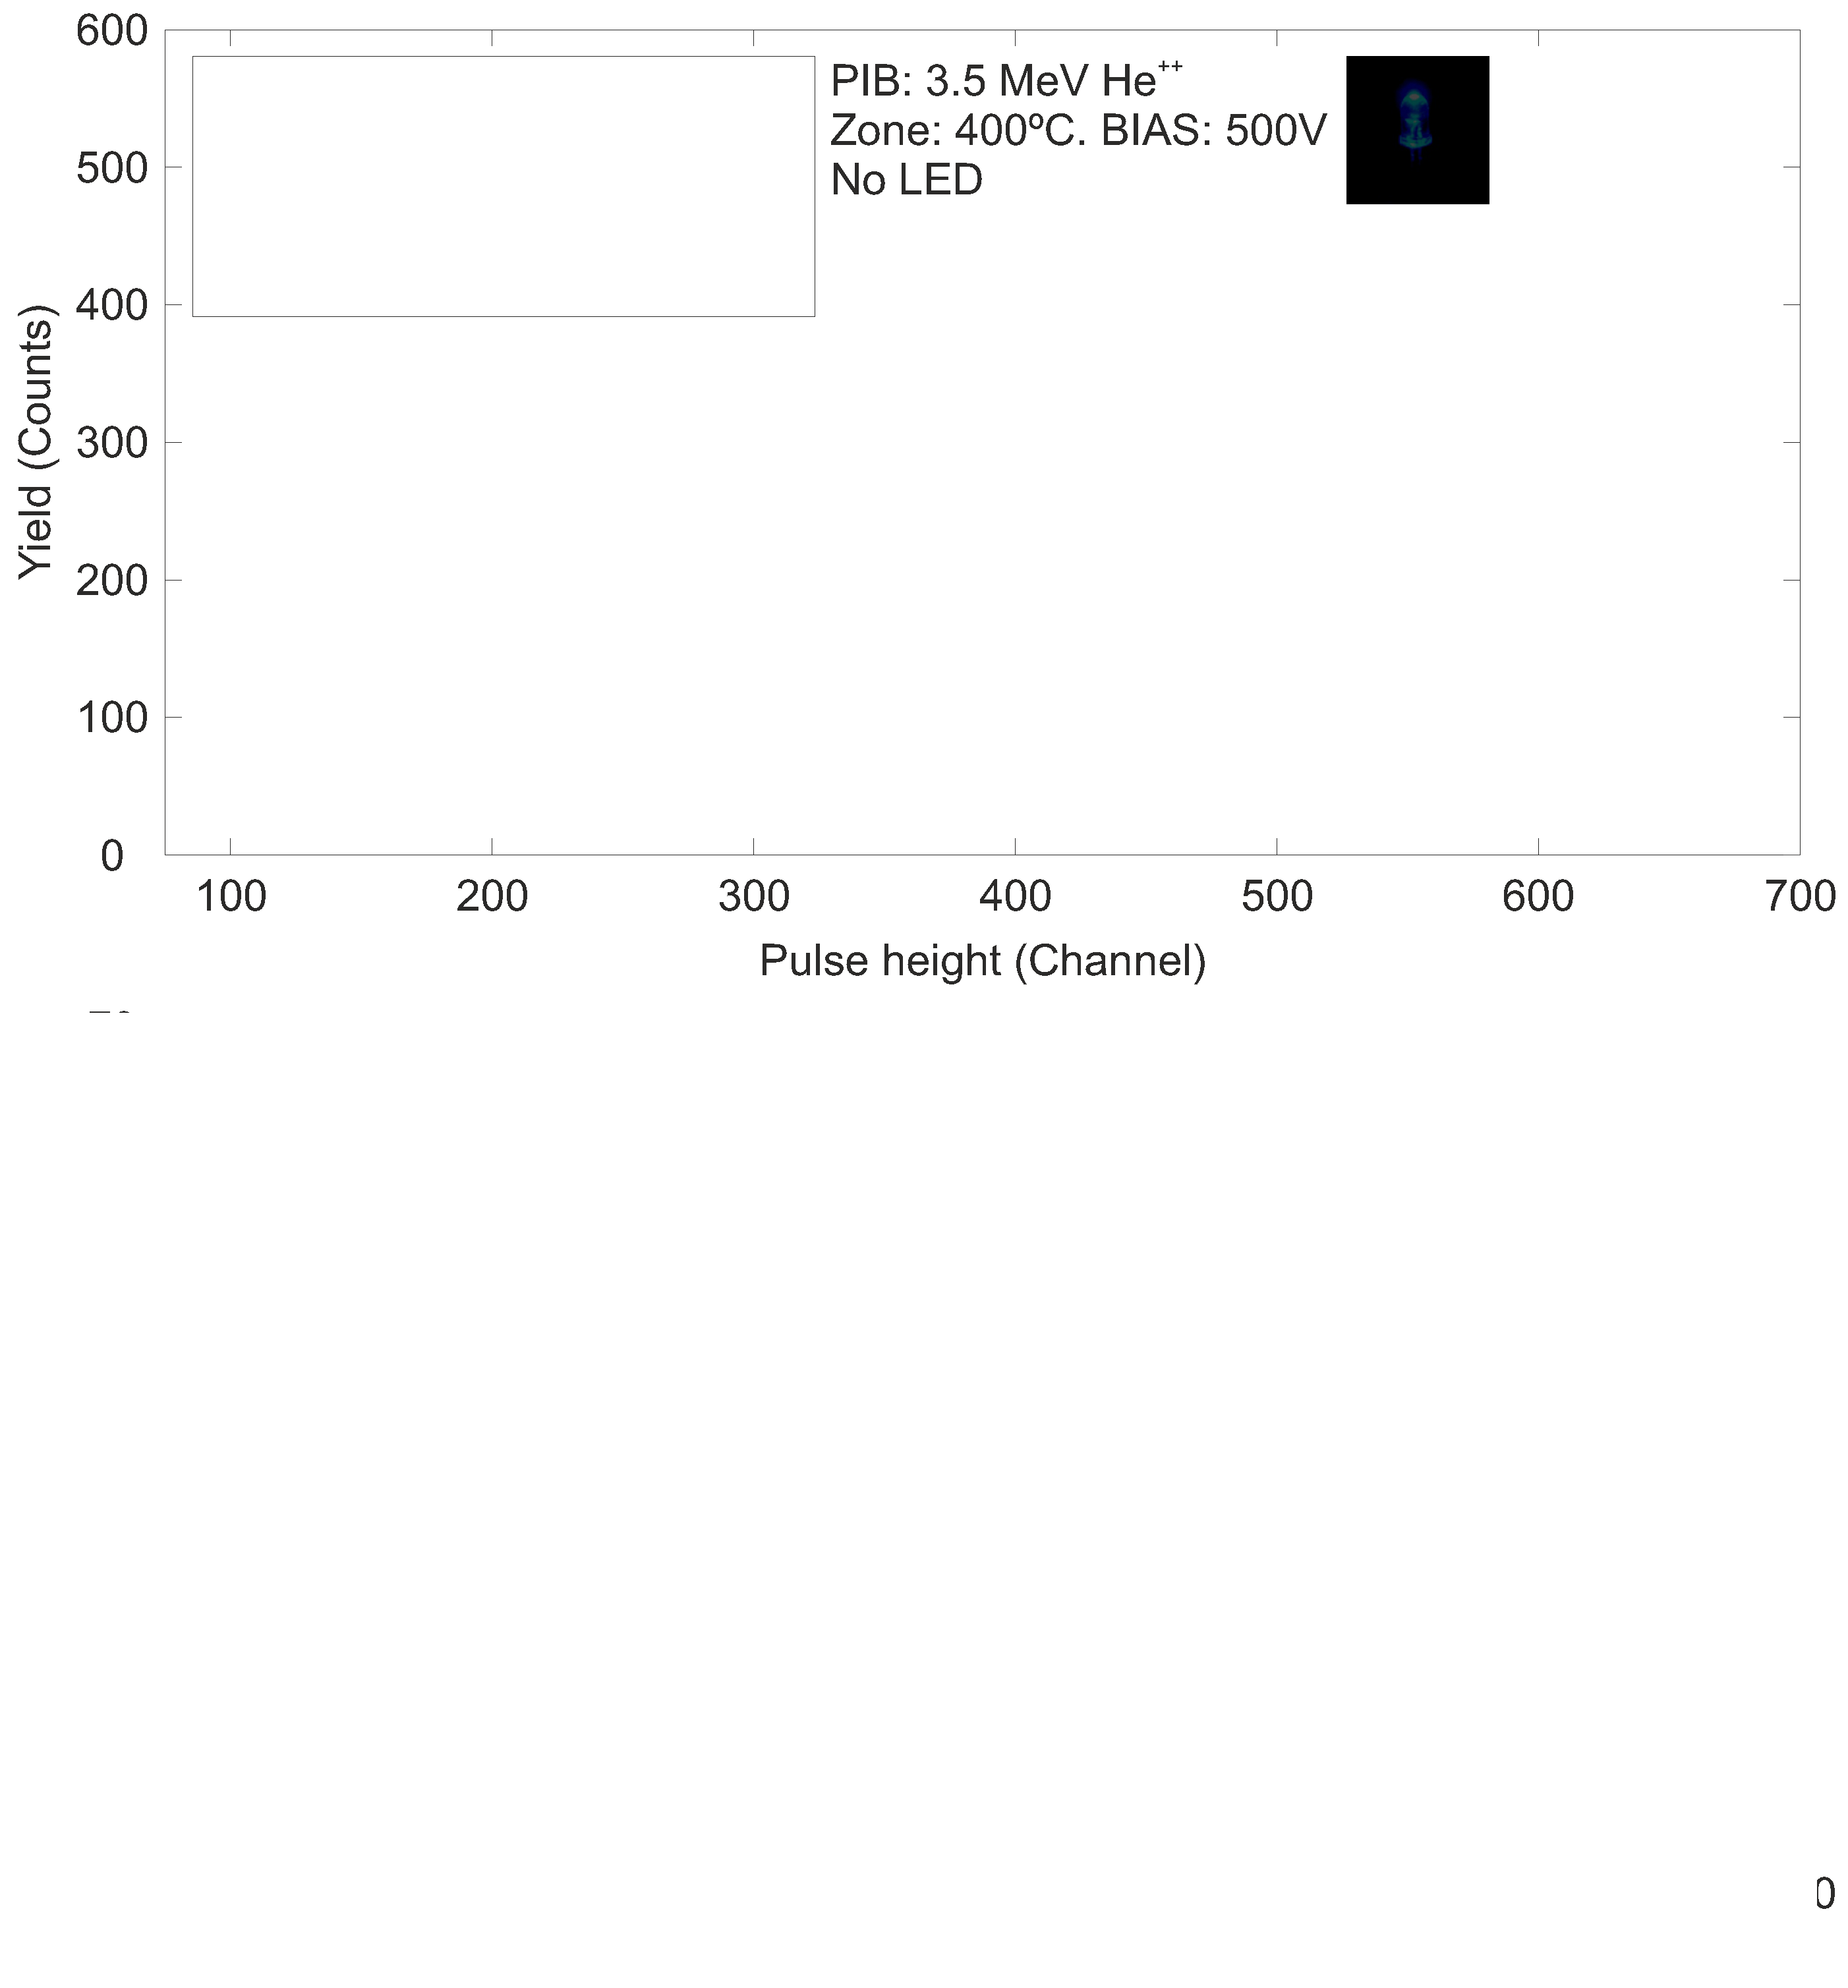 600
PIB: 3.5 MeV He++
Zone: 400ºC. BIAS: 500V
No LED
500
400
300
200
100
0
Yield (Counts)
100 200 300 400 500 600 700
Pulse height (Channel)
0